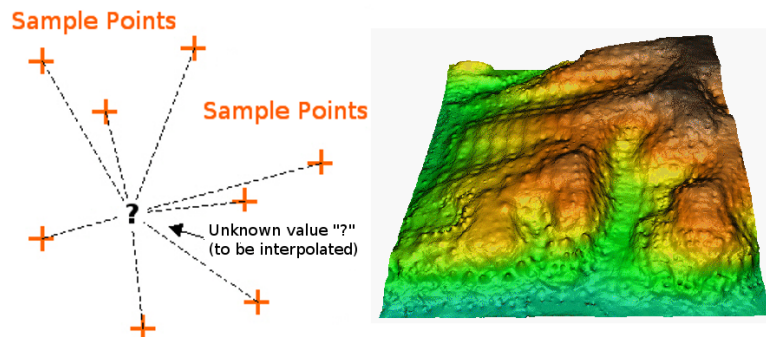 Sample Points
Sample Points
?
Unknown value "?"
(to be interpolated)